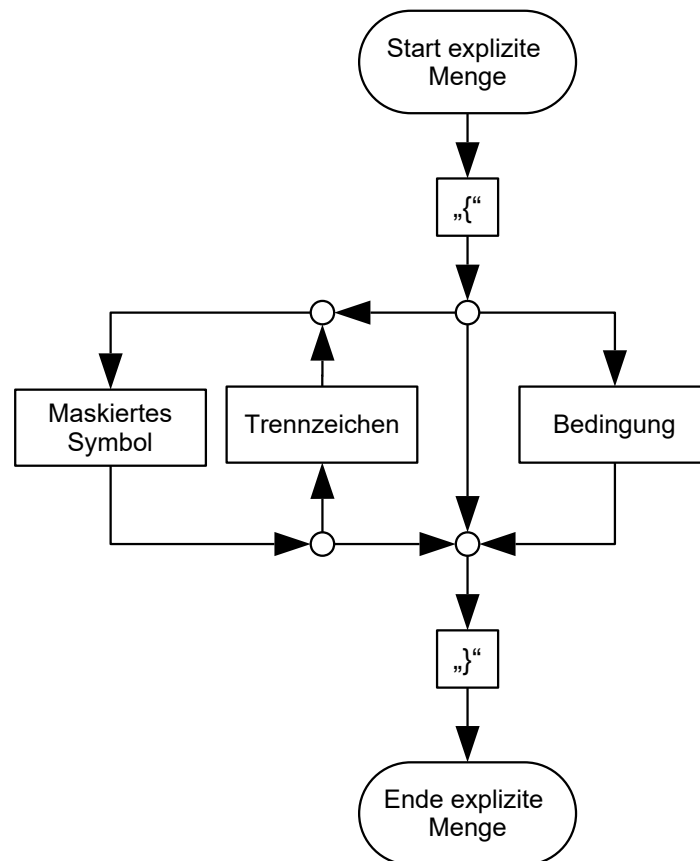 Start explizite
Menge
„{“
Maskiertes
Symbol
Trennzeichen
Bedingung
„}“
Ende explizite
Menge